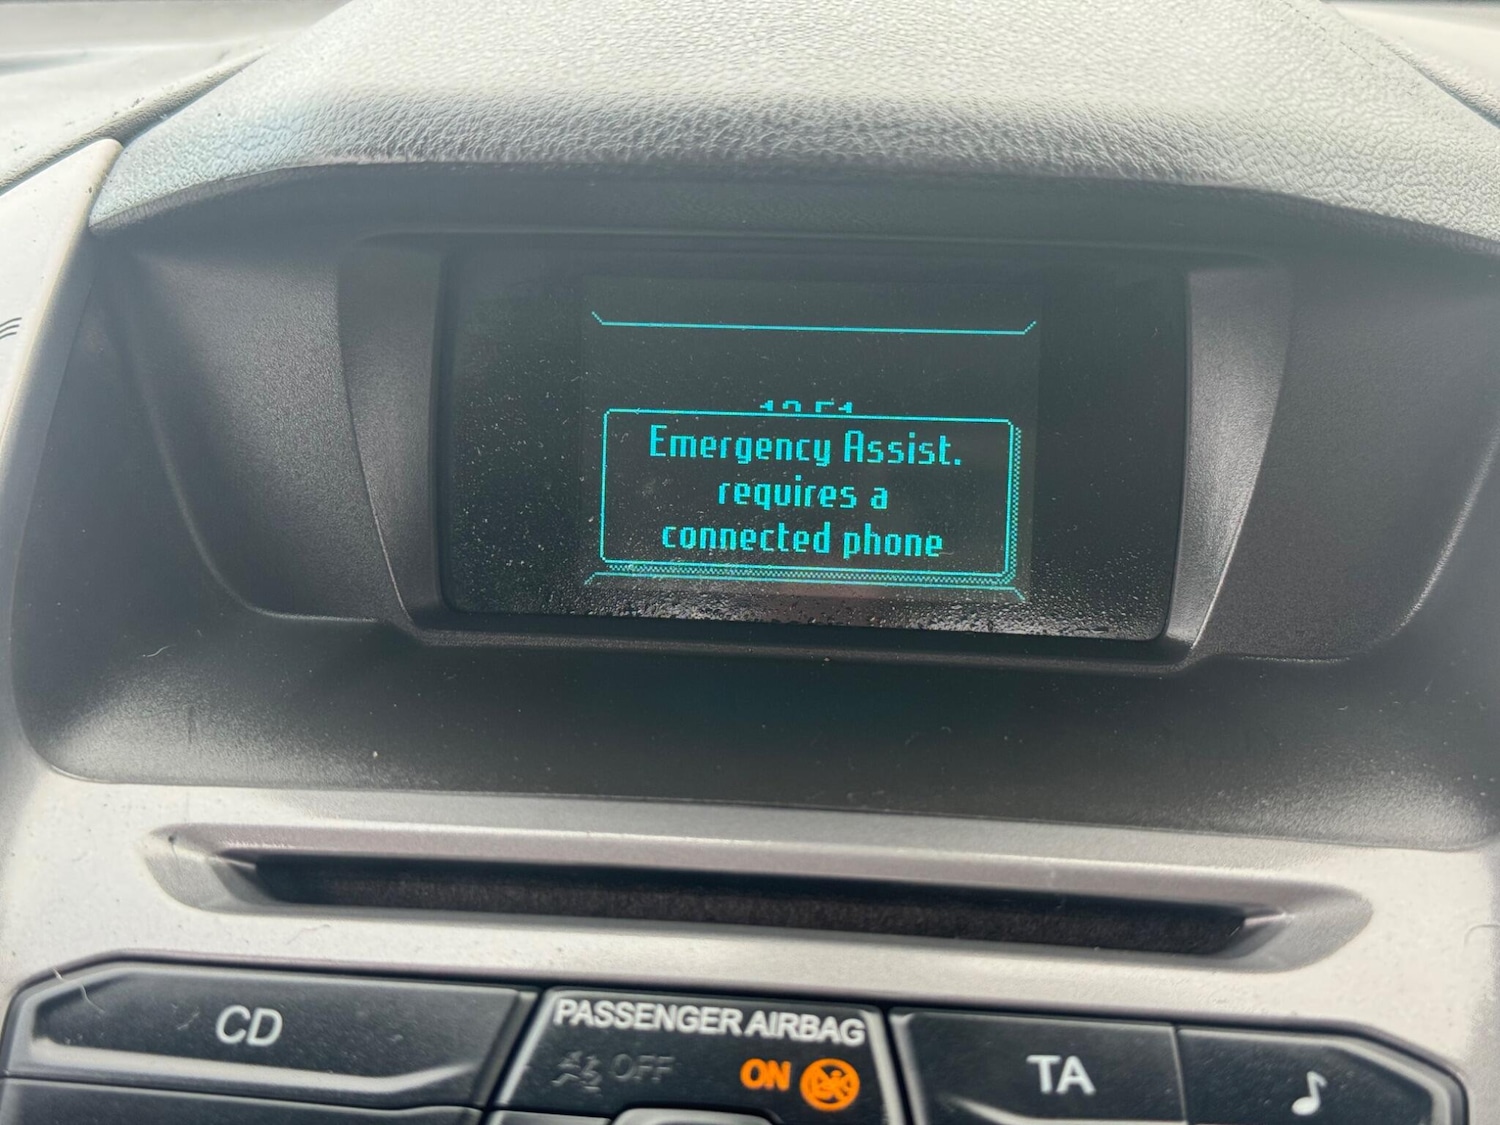 Emergency Assist.
requires a
connected phone
CD
PASSENGER AIRBAG
OFF
ON
TA